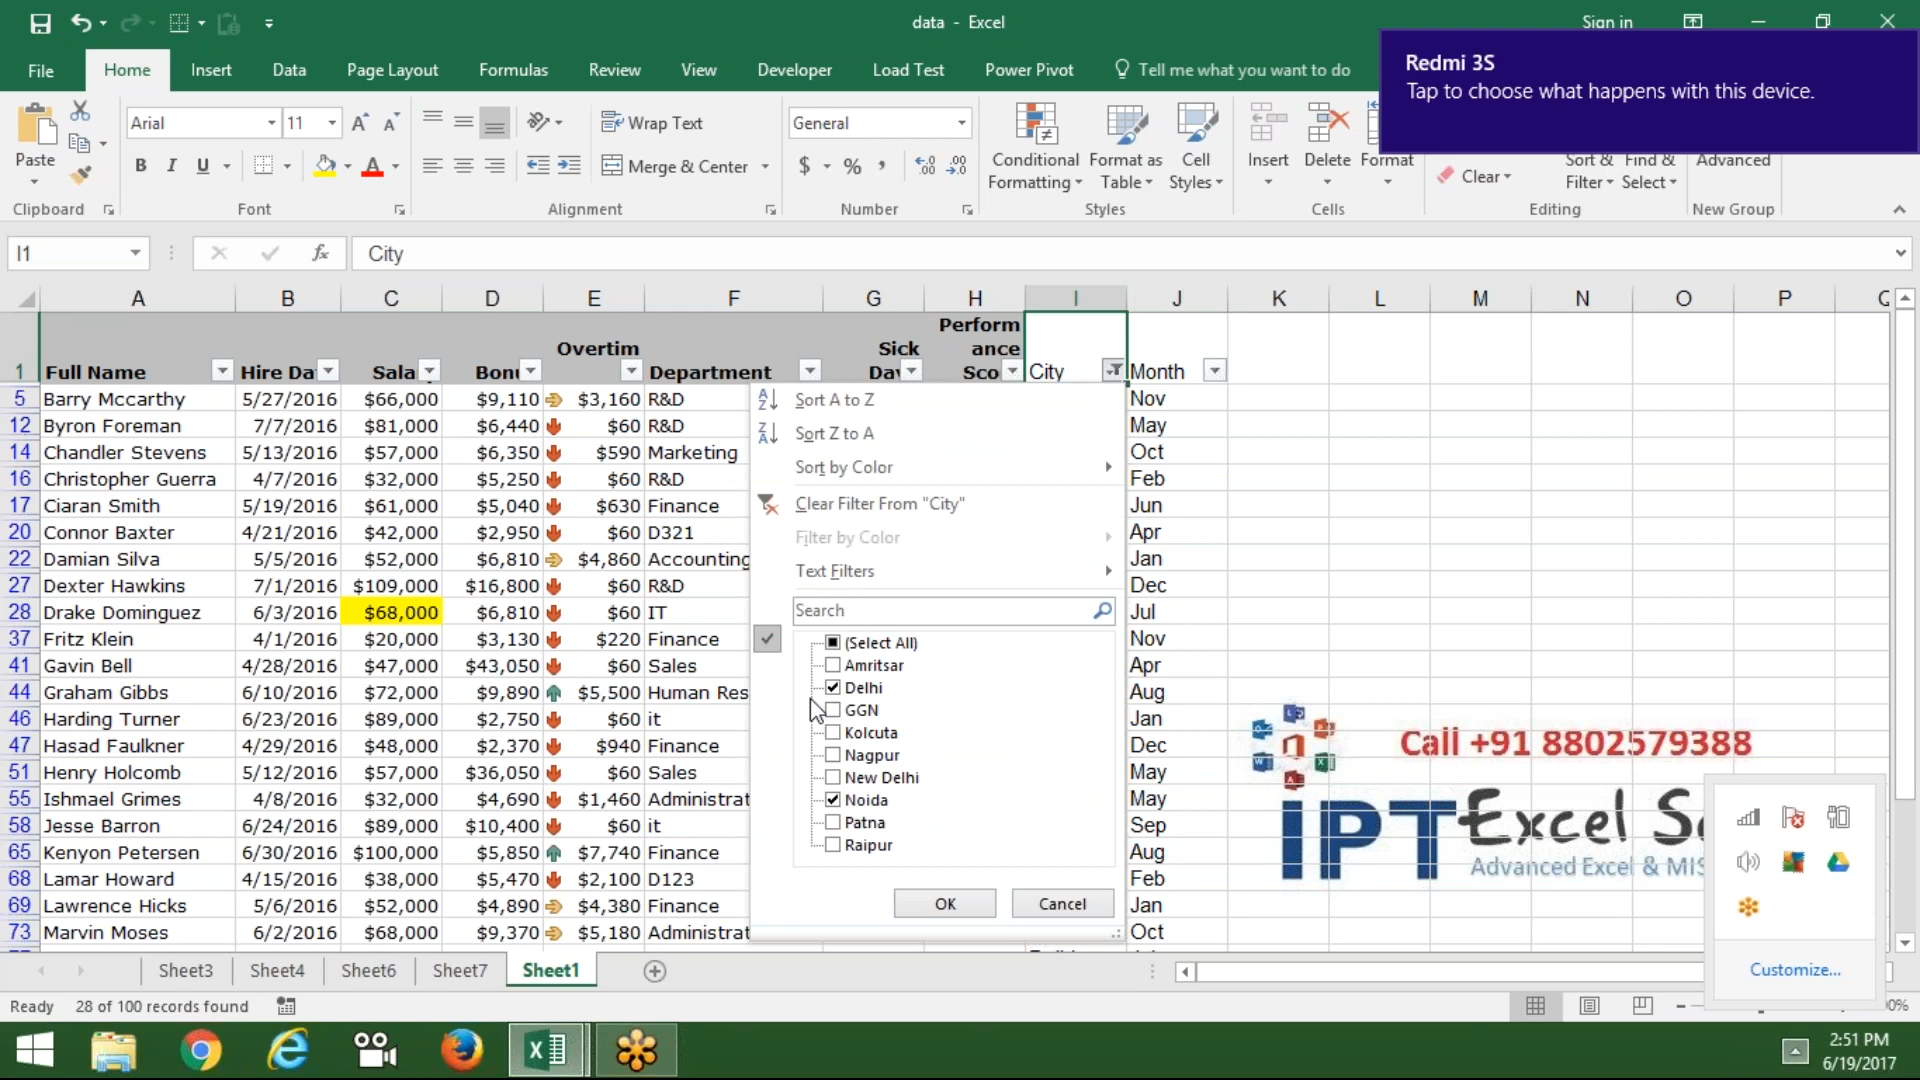 data - Excel
Sign in
Redmi 3S
Tap to choose what happens with this device.
File Home Insert Data Page Layout Formulas Review View Developer Load Test Power Pivot Tell me what you want to do
Paste
Arial 11
B I U
Wrap Text
Merge & Center
General
$ % ,
Conditional Formatting
Format as Table
Cell Styles
Insert Delete Format
Clear
Sort & Filter
Find & Select
Advanced
Clipboard Font Alignment Number Styles Cells Editing New Group
I1 fx City
A B C D E F G H I J K L M N O P
1 Full Name Hire Da Sala Bon Overtim Department Sick Da Perform ance Sco City Month
5 Barry Mccarthy 5/27/2016 $66,000 $9,110 $3,160 R&D Nov
12 Byron Foreman 7/7/2016 $81,000 $6,440 $60 R&D May
14 Chandler Stevens 5/13/2016 $57,000 $6,350 $590 Marketing Oct
16 Christopher Guerra 4/7/2016 $32,000 $5,250 $60 R&D Feb
17 Ciaran Smith 5/19/2016 $61,000 $5,040 $630 Finance Jun
20 Connor Baxter 4/21/2016 $42,000 $2,950 $60 D321 Apr
22 Damian Silva 5/5/2016 $52,000 $6,810 $4,860 Accounting Jan
27 Dexter Hawkins 7/1/2016 $109,000 $16,800 $60 R&D Dec
28 Drake Dominguez 6/3/2016 $68,000 $6,810 $60 IT Jul
37 Fritz Klein 4/1/2016 $20,000 $3,130 $220 Finance Nov
41 Gavin Bell 4/28/2016 $47,000 $43,050 $60 Sales Apr
44 Graham Gibbs 6/10/2016 $72,000 $9,890 $5,500 Human Res Aug
46 Harding Turner 6/23/2016 $89,000 $2,750 $60 it Jan
47 Hasad Faulkner 4/29/2016 $48,000 $2,370 $940 Finance Dec
51 Henry Holcomb 5/12/2016 $57,000 $36,050 $60 Sales May
55 Ishmael Grimes 4/8/2016 $32,000 $4,690 $1,460 Administrat May
58 Jesse Barron 6/24/2016 $89,000 $10,400 $60 it Sep
65 Kenyon Petersen 6/30/2016 $100,000 $5,850 $7,740 Finance Aug
68 Lamar Howard 4/15/2016 $38,000 $5,470 $2,100 D123 Feb
69 Lawrence Hicks 5/6/2016 $52,000 $4,890 $4,380 Finance Jan
73 Marvin Moses 6/2/2016 $68,000 $9,370 $5,180 Administrat Oct
Sort A to Z
Sort Z to A
Sort by Color
Clear Filter From "City"
Filter by Color
Text Filters
Search
(Select All)
Amritsar
Delhi
GGN
Kolcuta
Nagpur
New Delhi
Noida
Patna
Raipur
OK Cancel
Call +91 8802579388
IPT Excel S
Advanced Excel & MIS
Customize...
Sheet3 Sheet4 Sheet6 Sheet7 Sheet1
Ready 28 of 100 records found
2:51 PM
6/19/2017